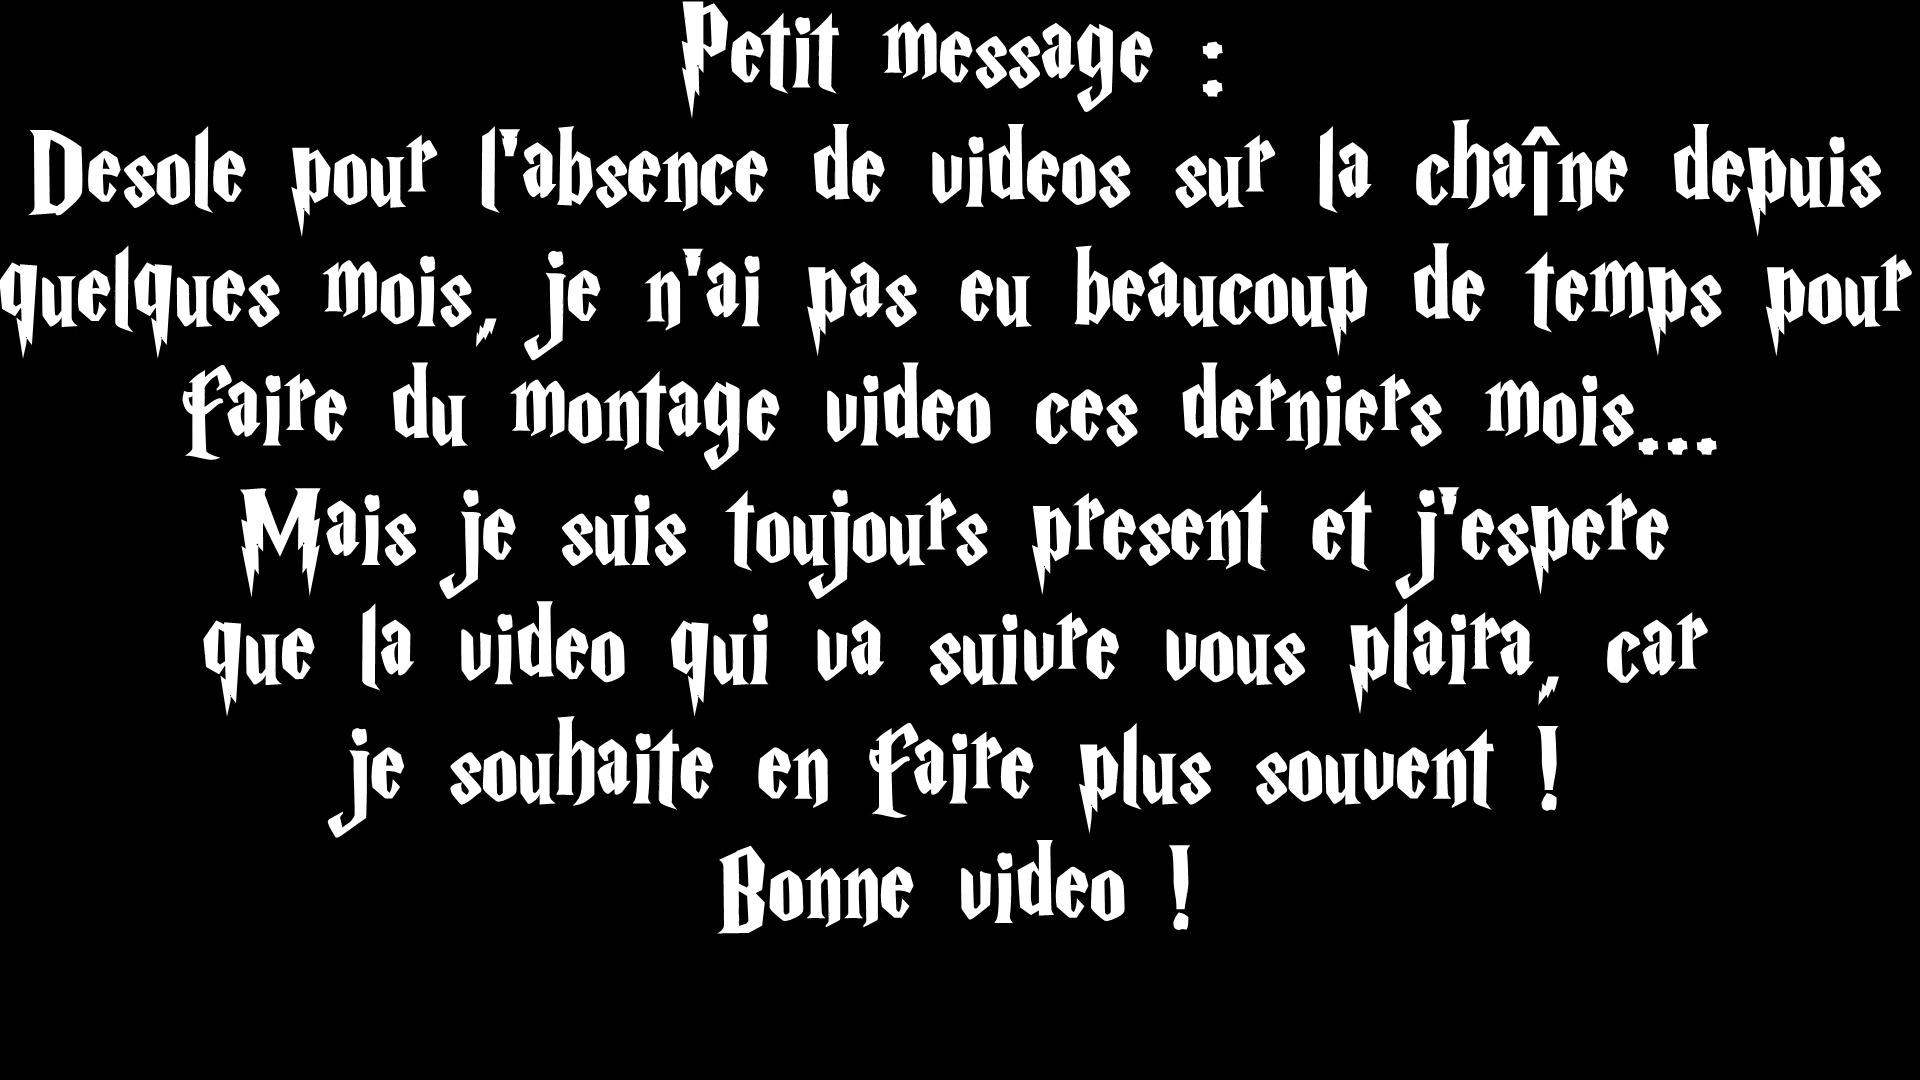 Petit message :
Desole pour l'absence de videos sur la chaîne depuis
quelques mois, je n'ai pas eu beaucoup de temps pour
faire du montage video ces derniers mois...
Mais je suis toujours present et j'espere
que la video qui va suivre vous plaira, car
je souhaite en faire plus souvent !
Bonne video !